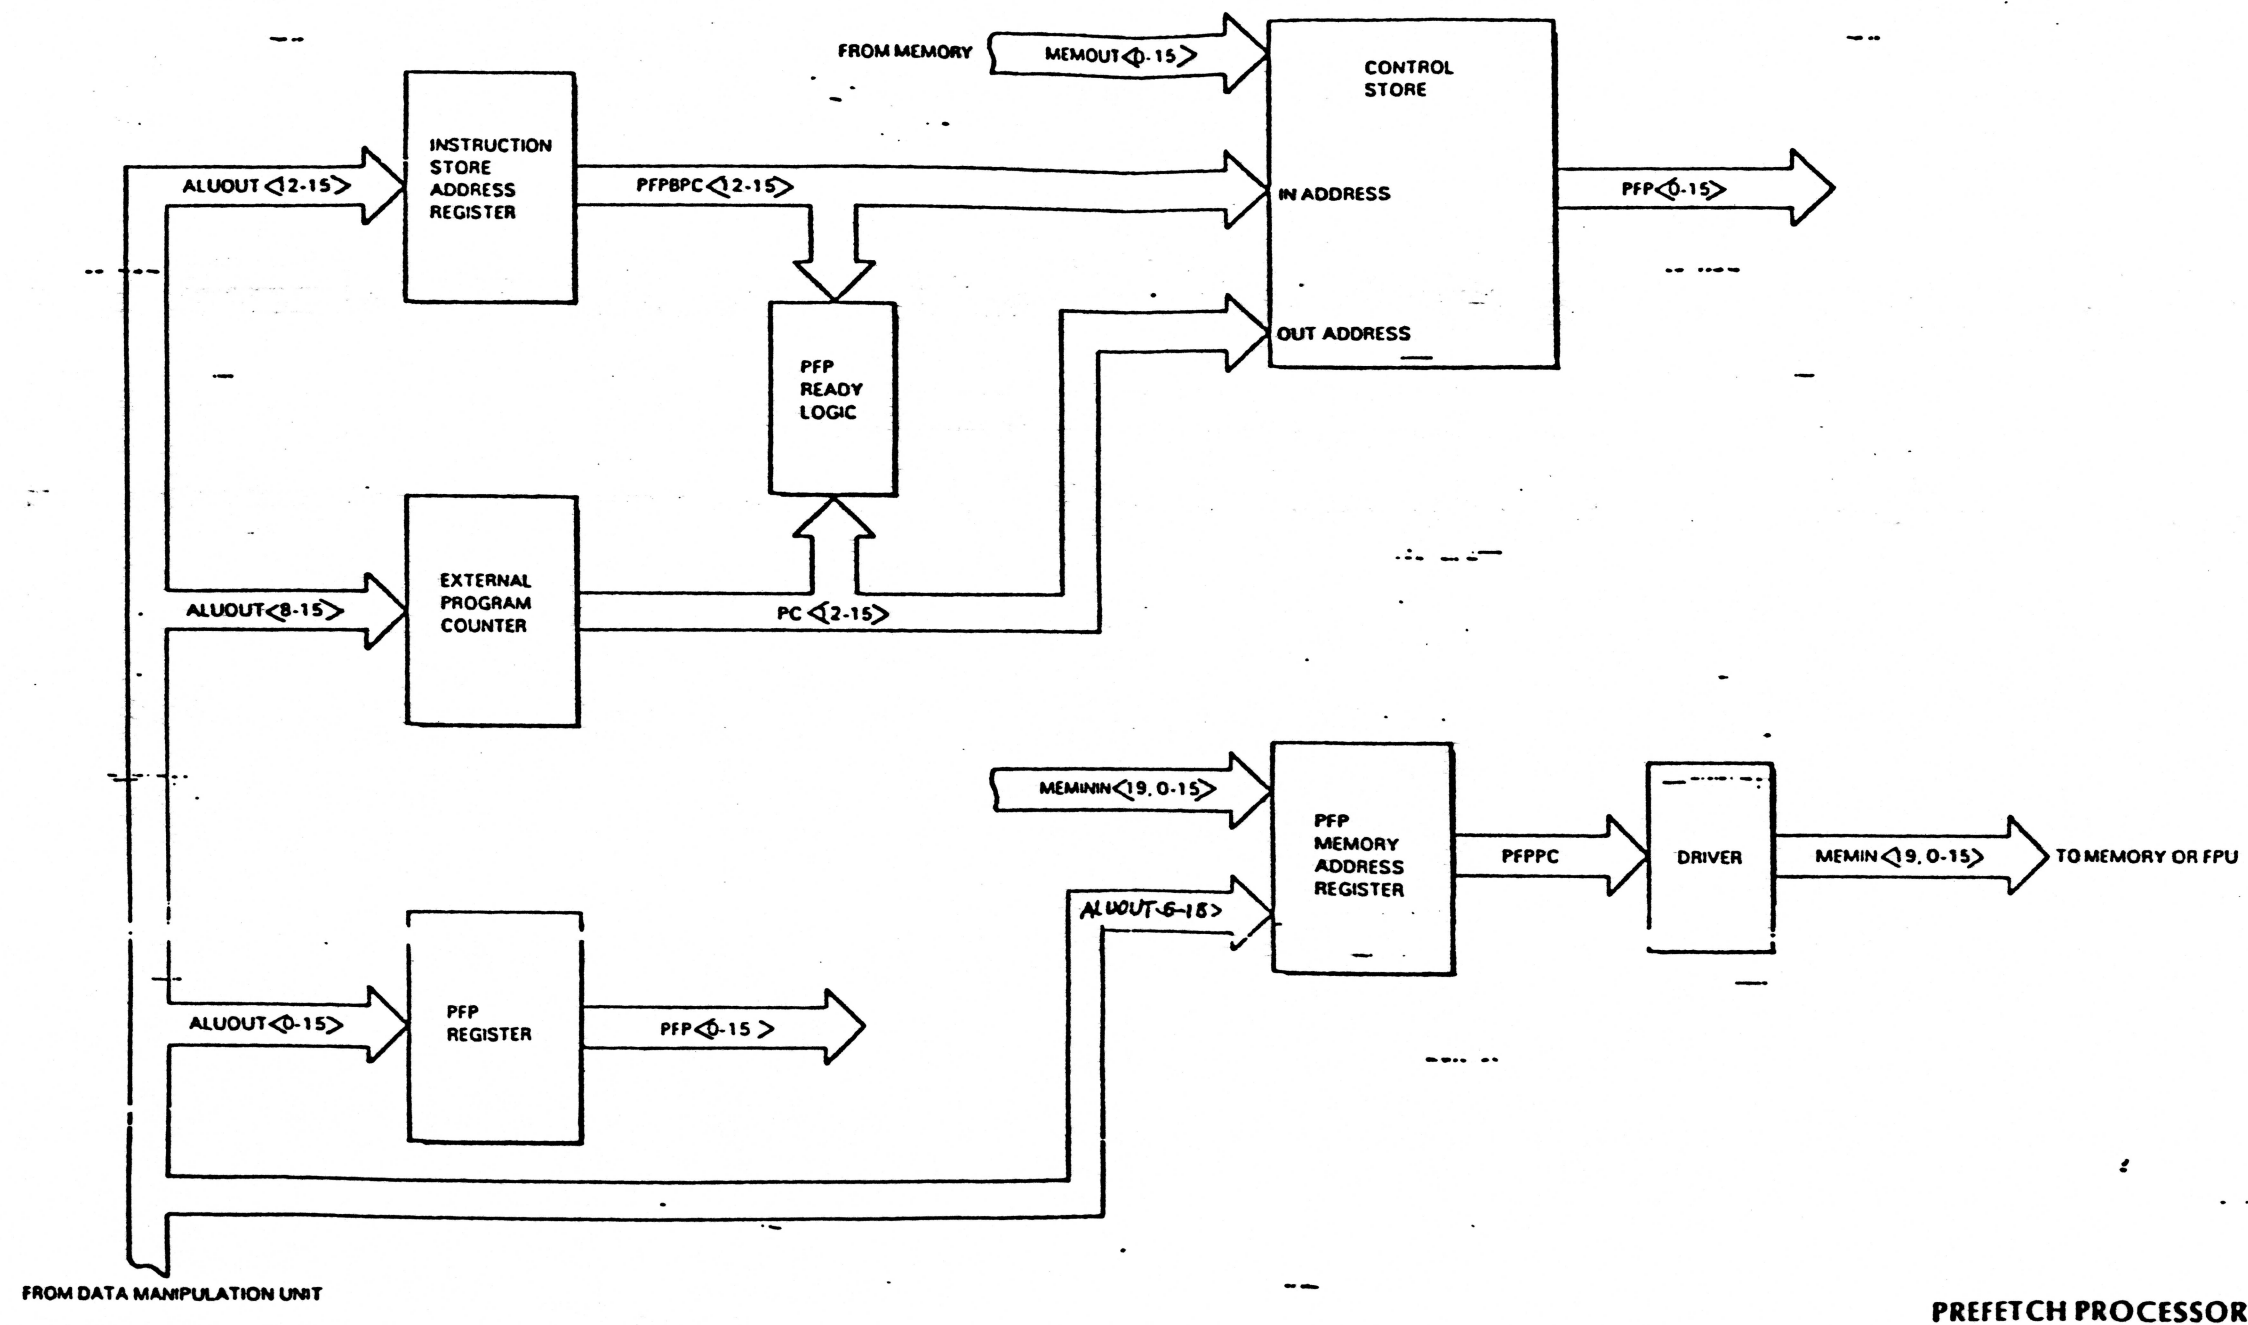 FROM MEMORY
MEMOUT<0-15>
CONTROL
STORE
INSTRUCTION
STORE
ADDRESS
REGISTER
ALUOUT <12-15>
PFPBPC<12-15>
IN ADDRESS
PFP<0-15>
OUT ADDRESS
PFP
READY
LOGIC
EXTERNAL
PROGRAM
COUNTER
ALUOUT<8-15>
PC <12-15>
MEMININ<19, 0-15>
PFP
MEMORY
ADDRESS
REGISTER
PFPPC
DRIVER
MEMIN <19, 0-15>
TO MEMORY OR FPU
ALUOUT<6-15>
PFP
REGISTER
ALUOUT<0-15>
PFP<0-15 >
FROM DATA MANIPULATION UNIT
PREFETCH PROCESSOR